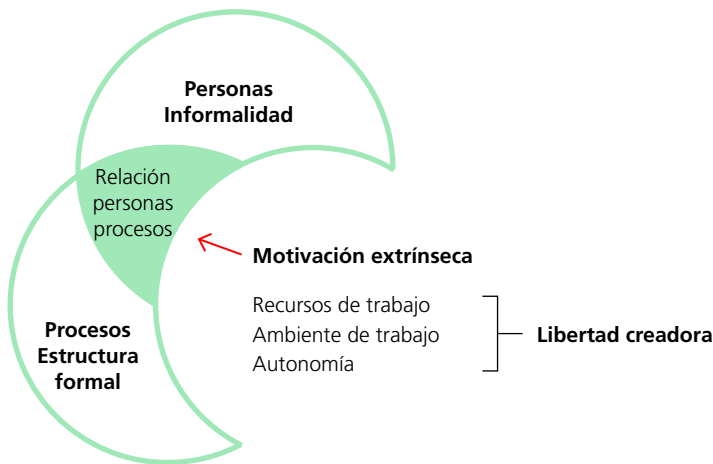 Personas
Informalidad
Relación
personas
procesos
Motivación extrínseca
Recursos de trabajo
Ambiente de trabajo
Autonomía
Libertad creadora
Procesos
Estructura
formal